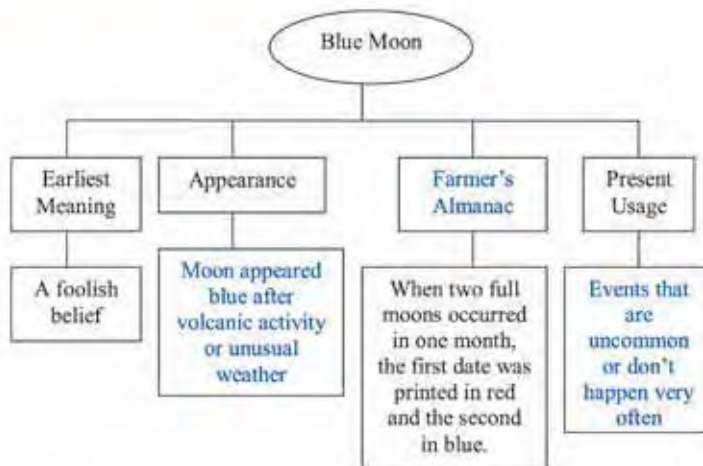 Blue Moon
Earliest
Meaning
Appearance
Farmer's
Almanac
Present
Usage
A foolish
belief
Moon appeared
blue after
volcanic activity
or unusual
weather
When two full
moons occurred
in one month,
the first date was
printed in red
and the second
in blue.
Events that
are
uncommon
or don't
happen very
often